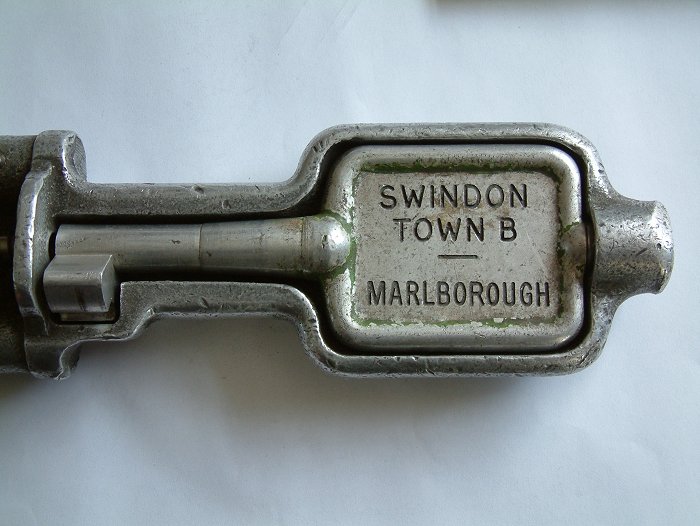 SWINDON
TOWN B
—
MARLBOROUGH